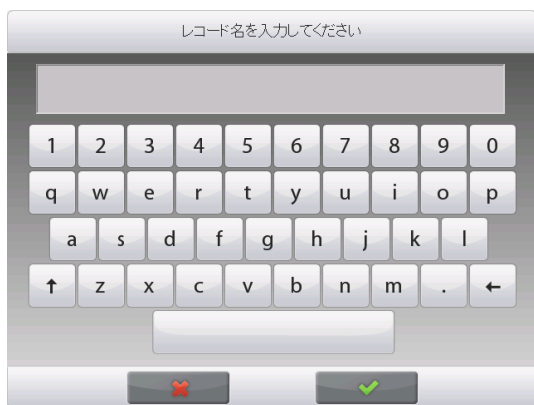 レコード名を入力してください
1 2 3 4 5 6 7 8 9 0
q w e r t y u i o p
a s d f g h j k l
↑ z x c v b n m . ←